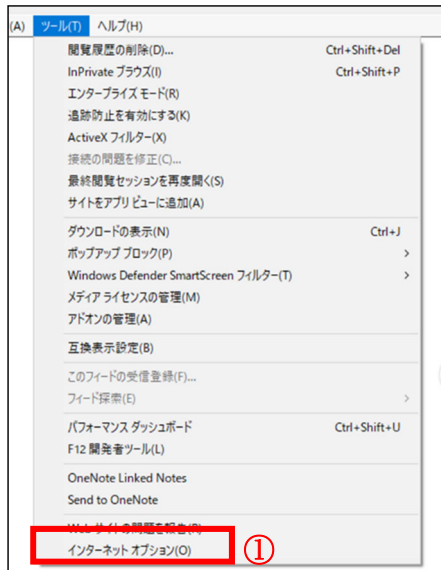 (A) ツール(T) ヘルプ(H)
閲覧履歴の削除(D)... Ctrl+Shift+Del
InPrivate ブラウズ(I) Ctrl+Shift+P
エンタープライズ モード(R)
追跡防止を有効にする(K)
ActiveX フィルター(X)
接続の問題を修正(C)...
最終閲覧セッションを再度開く(S)
サイトをアプリ ビューに追加(A)
ダウンロードの表示(N) Ctrl+J
ポップアップ ブロック(P)
Windows Defender SmartScreen フィルター(T)
メディア ライセンスの管理(M)
アドオンの管理(A)
互換表示設定(B)
このフィードの受信登録(F)...
フィード探索(E)
パフォーマンス ダッシュボード Ctrl+Shift+U
F12 開発者ツール(L)
OneNote Linked Notes
Send to OneNote
Web サイトの問題を報告(R)
インターネット オプション(O) ①